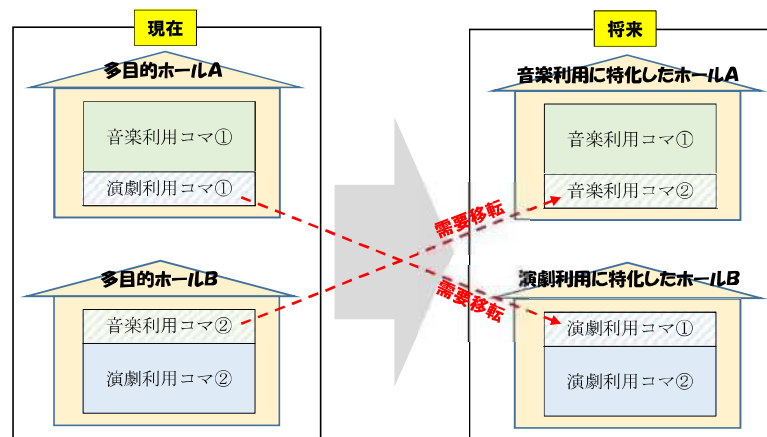 現在
多目的ホールA
音楽利用コマ①
演劇利用コマ①
多目的ホールB
音楽利用コマ②
演劇利用コマ②
需要移転
需要移転
将来
音楽利用に特化したホールA
音楽利用コマ①
音楽利用コマ②
演劇利用に特化したホールB
演劇利用コマ①
演劇利用コマ②